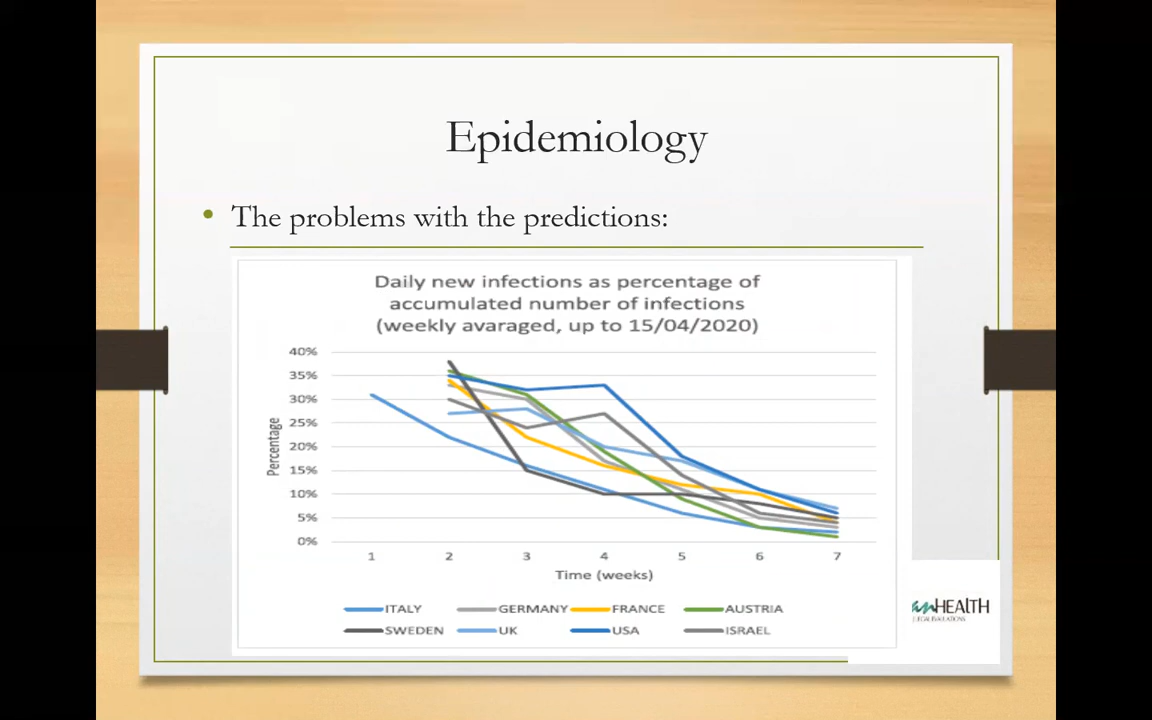 Epidemiology
• The problems with the predictions:
Daily new infections as percentage of
accumulated number of infections
(weekly avaraged, up to 15/04/2020)
40%
35%
30%
25%
20%
15%
10%
5%
0%
Percentage
1 2 3 4 5 6 7
Time (weeks)
ITALY GERMANY FRANCE AUSTRIA
SWEDEN UK USA ISRAEL
HEALTH